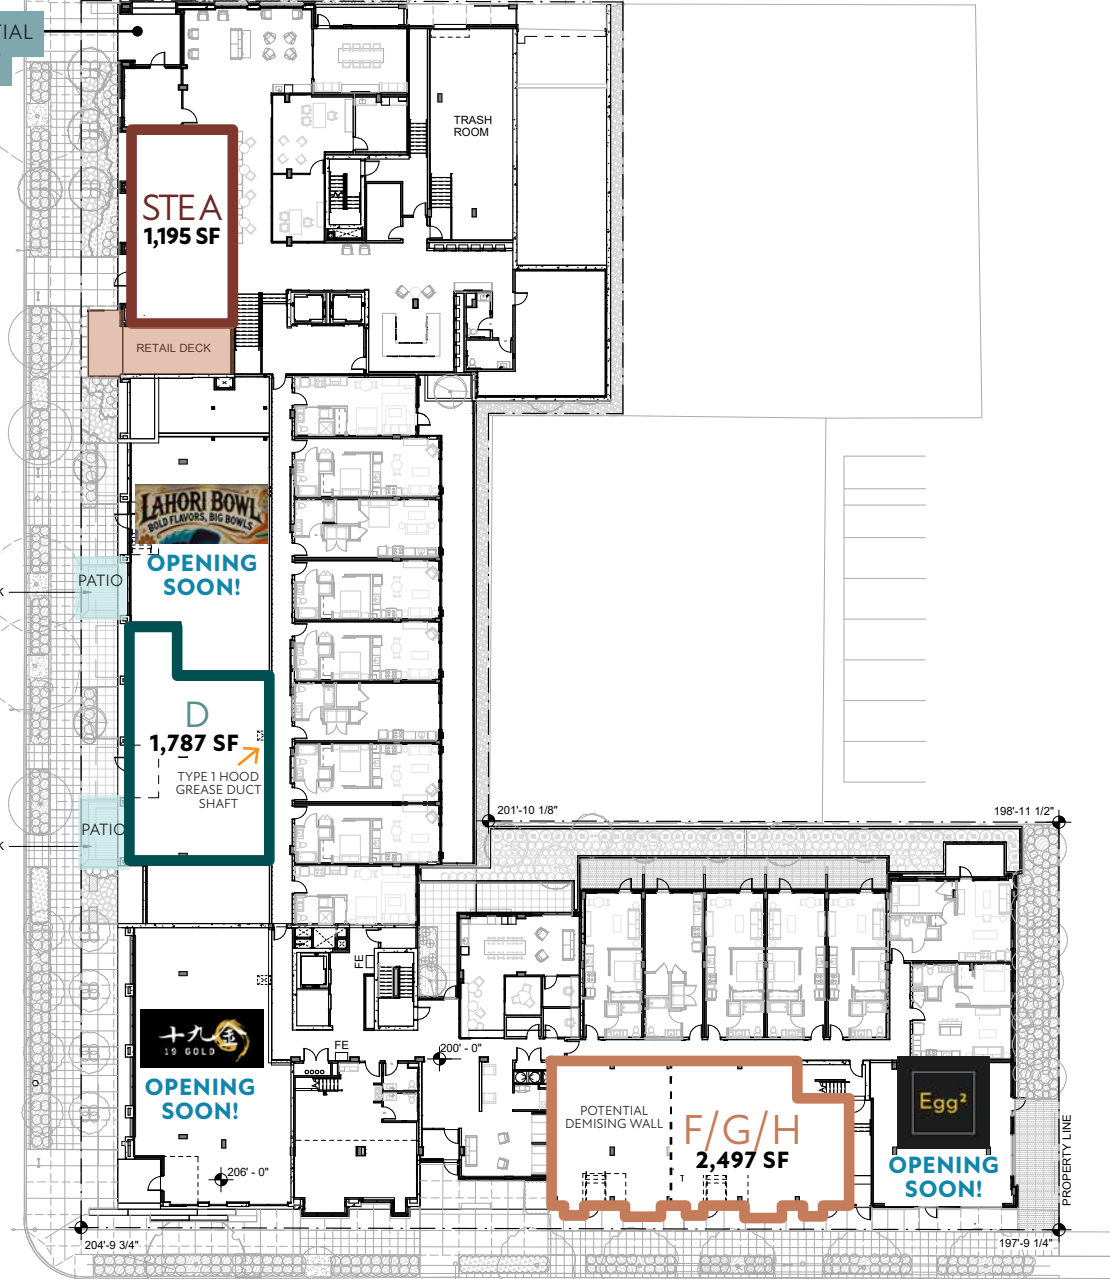 TIAL
TRASH
ROOM
STE A
1,195 SF
RETAIL DECK
LAHORI BOWL
BOLD FLAVORS, BIG BOWLS
OPENING
SOON!
PATIO
K
D
1,787 SF
TYPE 1 HOOD
GREASE DUCT
SHAFT
PATIO
K
201'-10 1/8"
198'-11 1/2"
FE
FE
200' - 0"
十九金
19 GOLD
OPENING
SOON!
206' - 0"
POTENTIAL
DEMISING WALL
F/G/H
2,497 SF
T
Egg²
OPENING
SOON!
PROPERTY LINE
204'-9 3/4"
197'-9 1/4"